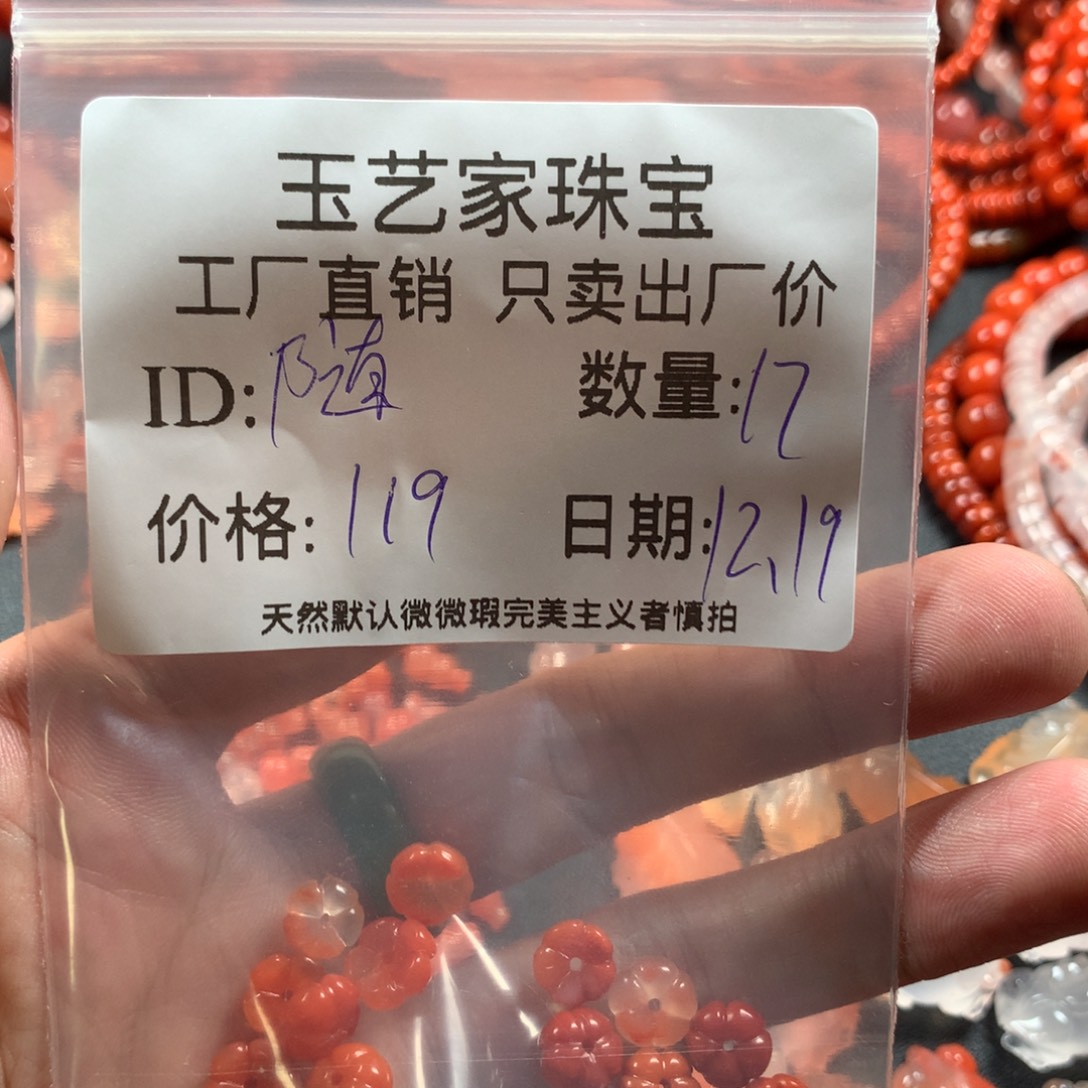 玉艺家珠宝
工厂直销 只卖出厂价
ID:随 数量:17
价格:119 日期:12、19
天然默认微微瑕完美主义者慎拍